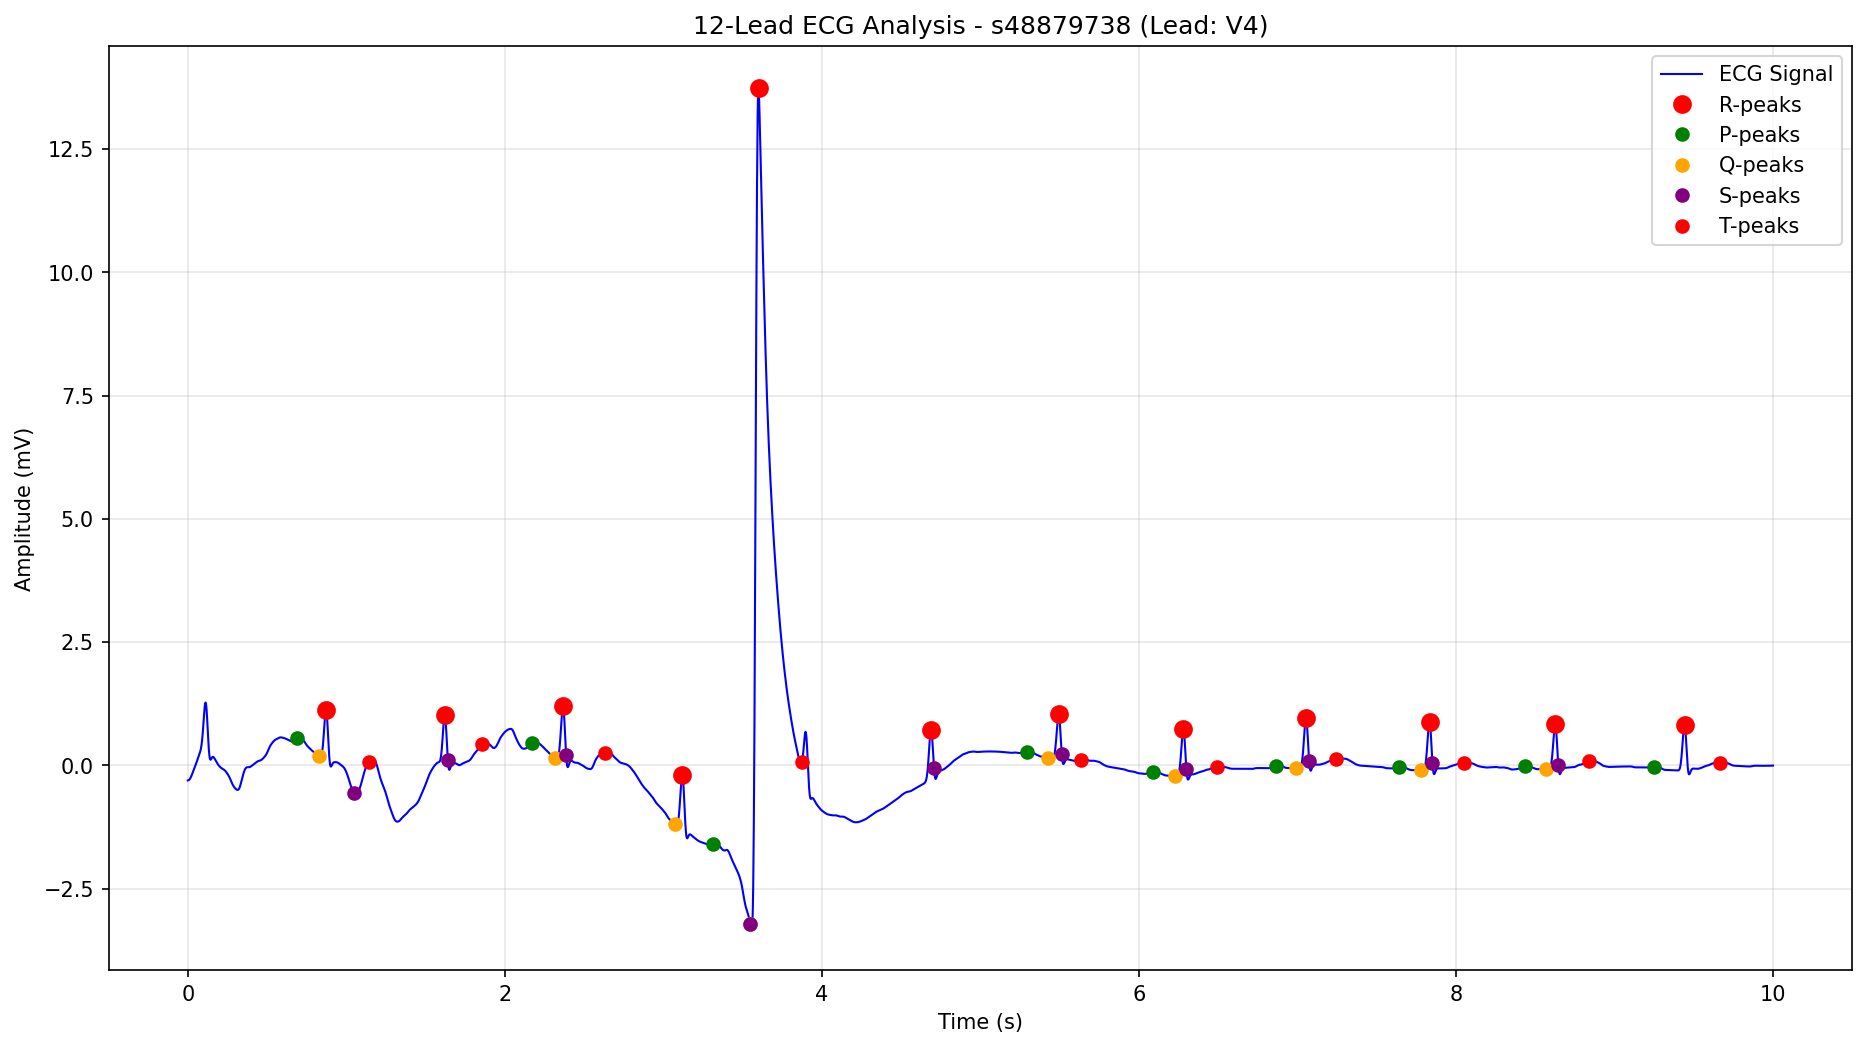 12-Lead ECG Analysis - s48879738 (Lead: V4)
ECG Signal
R-peaks
P-peaks
Q-peaks
S-peaks
T-peaks
Amplitude (mV)
12.5
10.0
7.5
5.0
2.5
0.0
−2.5
0 2 4 6 8 10
Time (s)